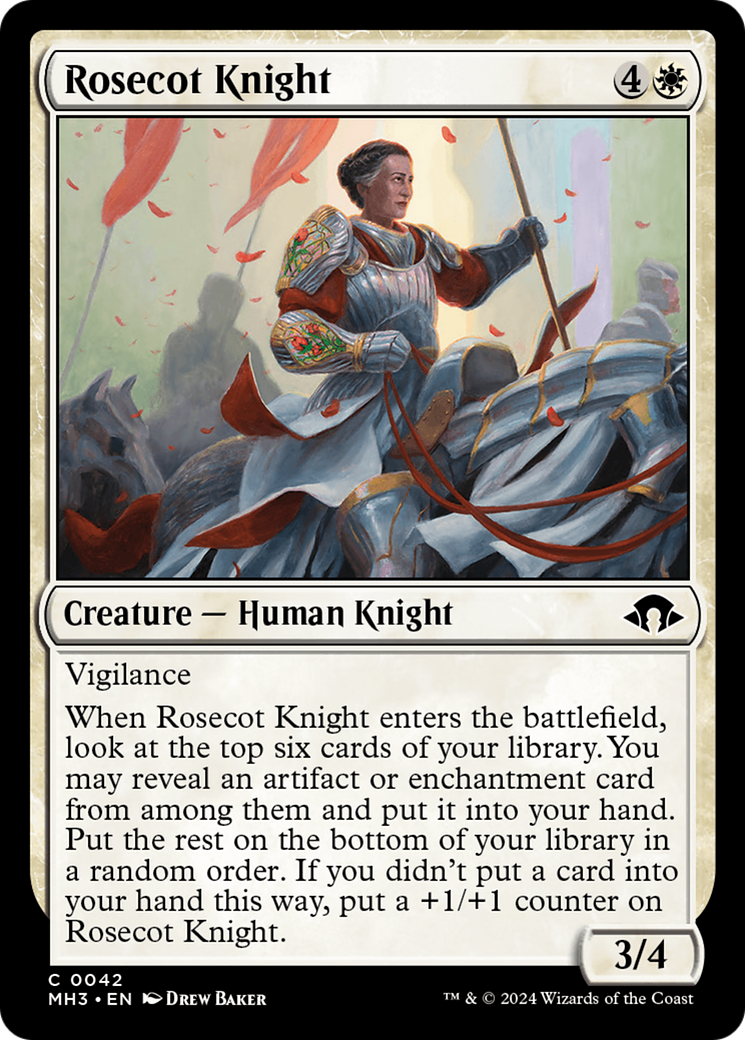 Rosecot Knight 4
Creature — Human Knight
Vigilance
When Rosecot Knight enters the battlefield,
look at the top six cards of your library. You
may reveal an artifact or enchantment card
from among them and put it into your hand.
Put the rest on the bottom of your library in
a random order. If you didn't put a card into
your hand this way, put a +1/+1 counter on
Rosecot Knight.
3/4
C 0042
MH3 • EN Drew Baker
™ & © 2024 Wizards of the Coast